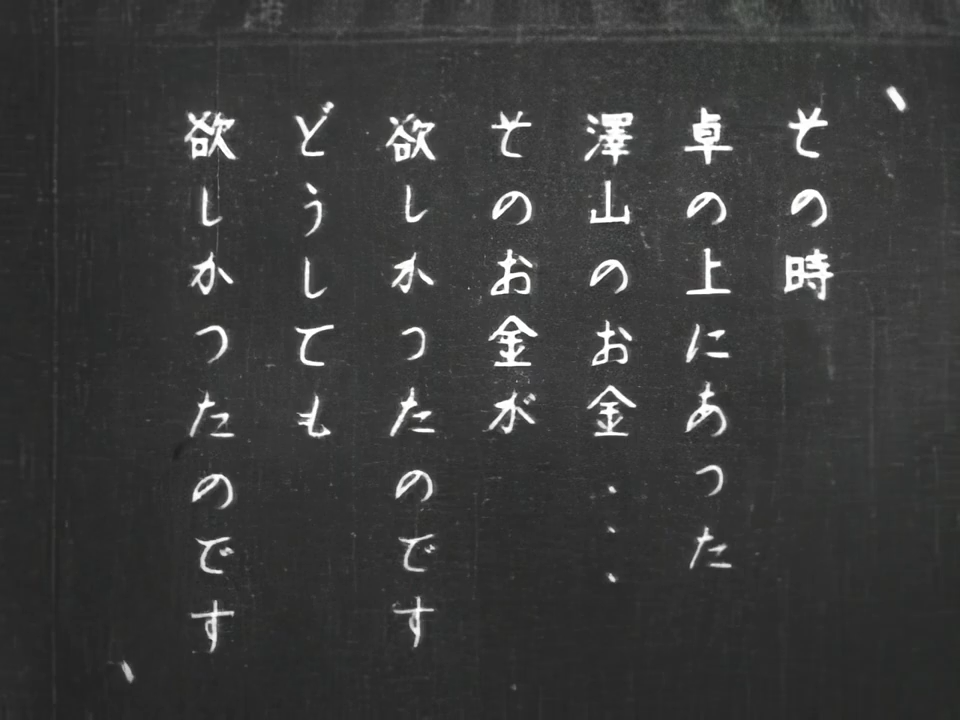 その時
卓の上にあった
澤山のお金...
そのお金が
欲しかったのです
どうしても
欲しかつたのです